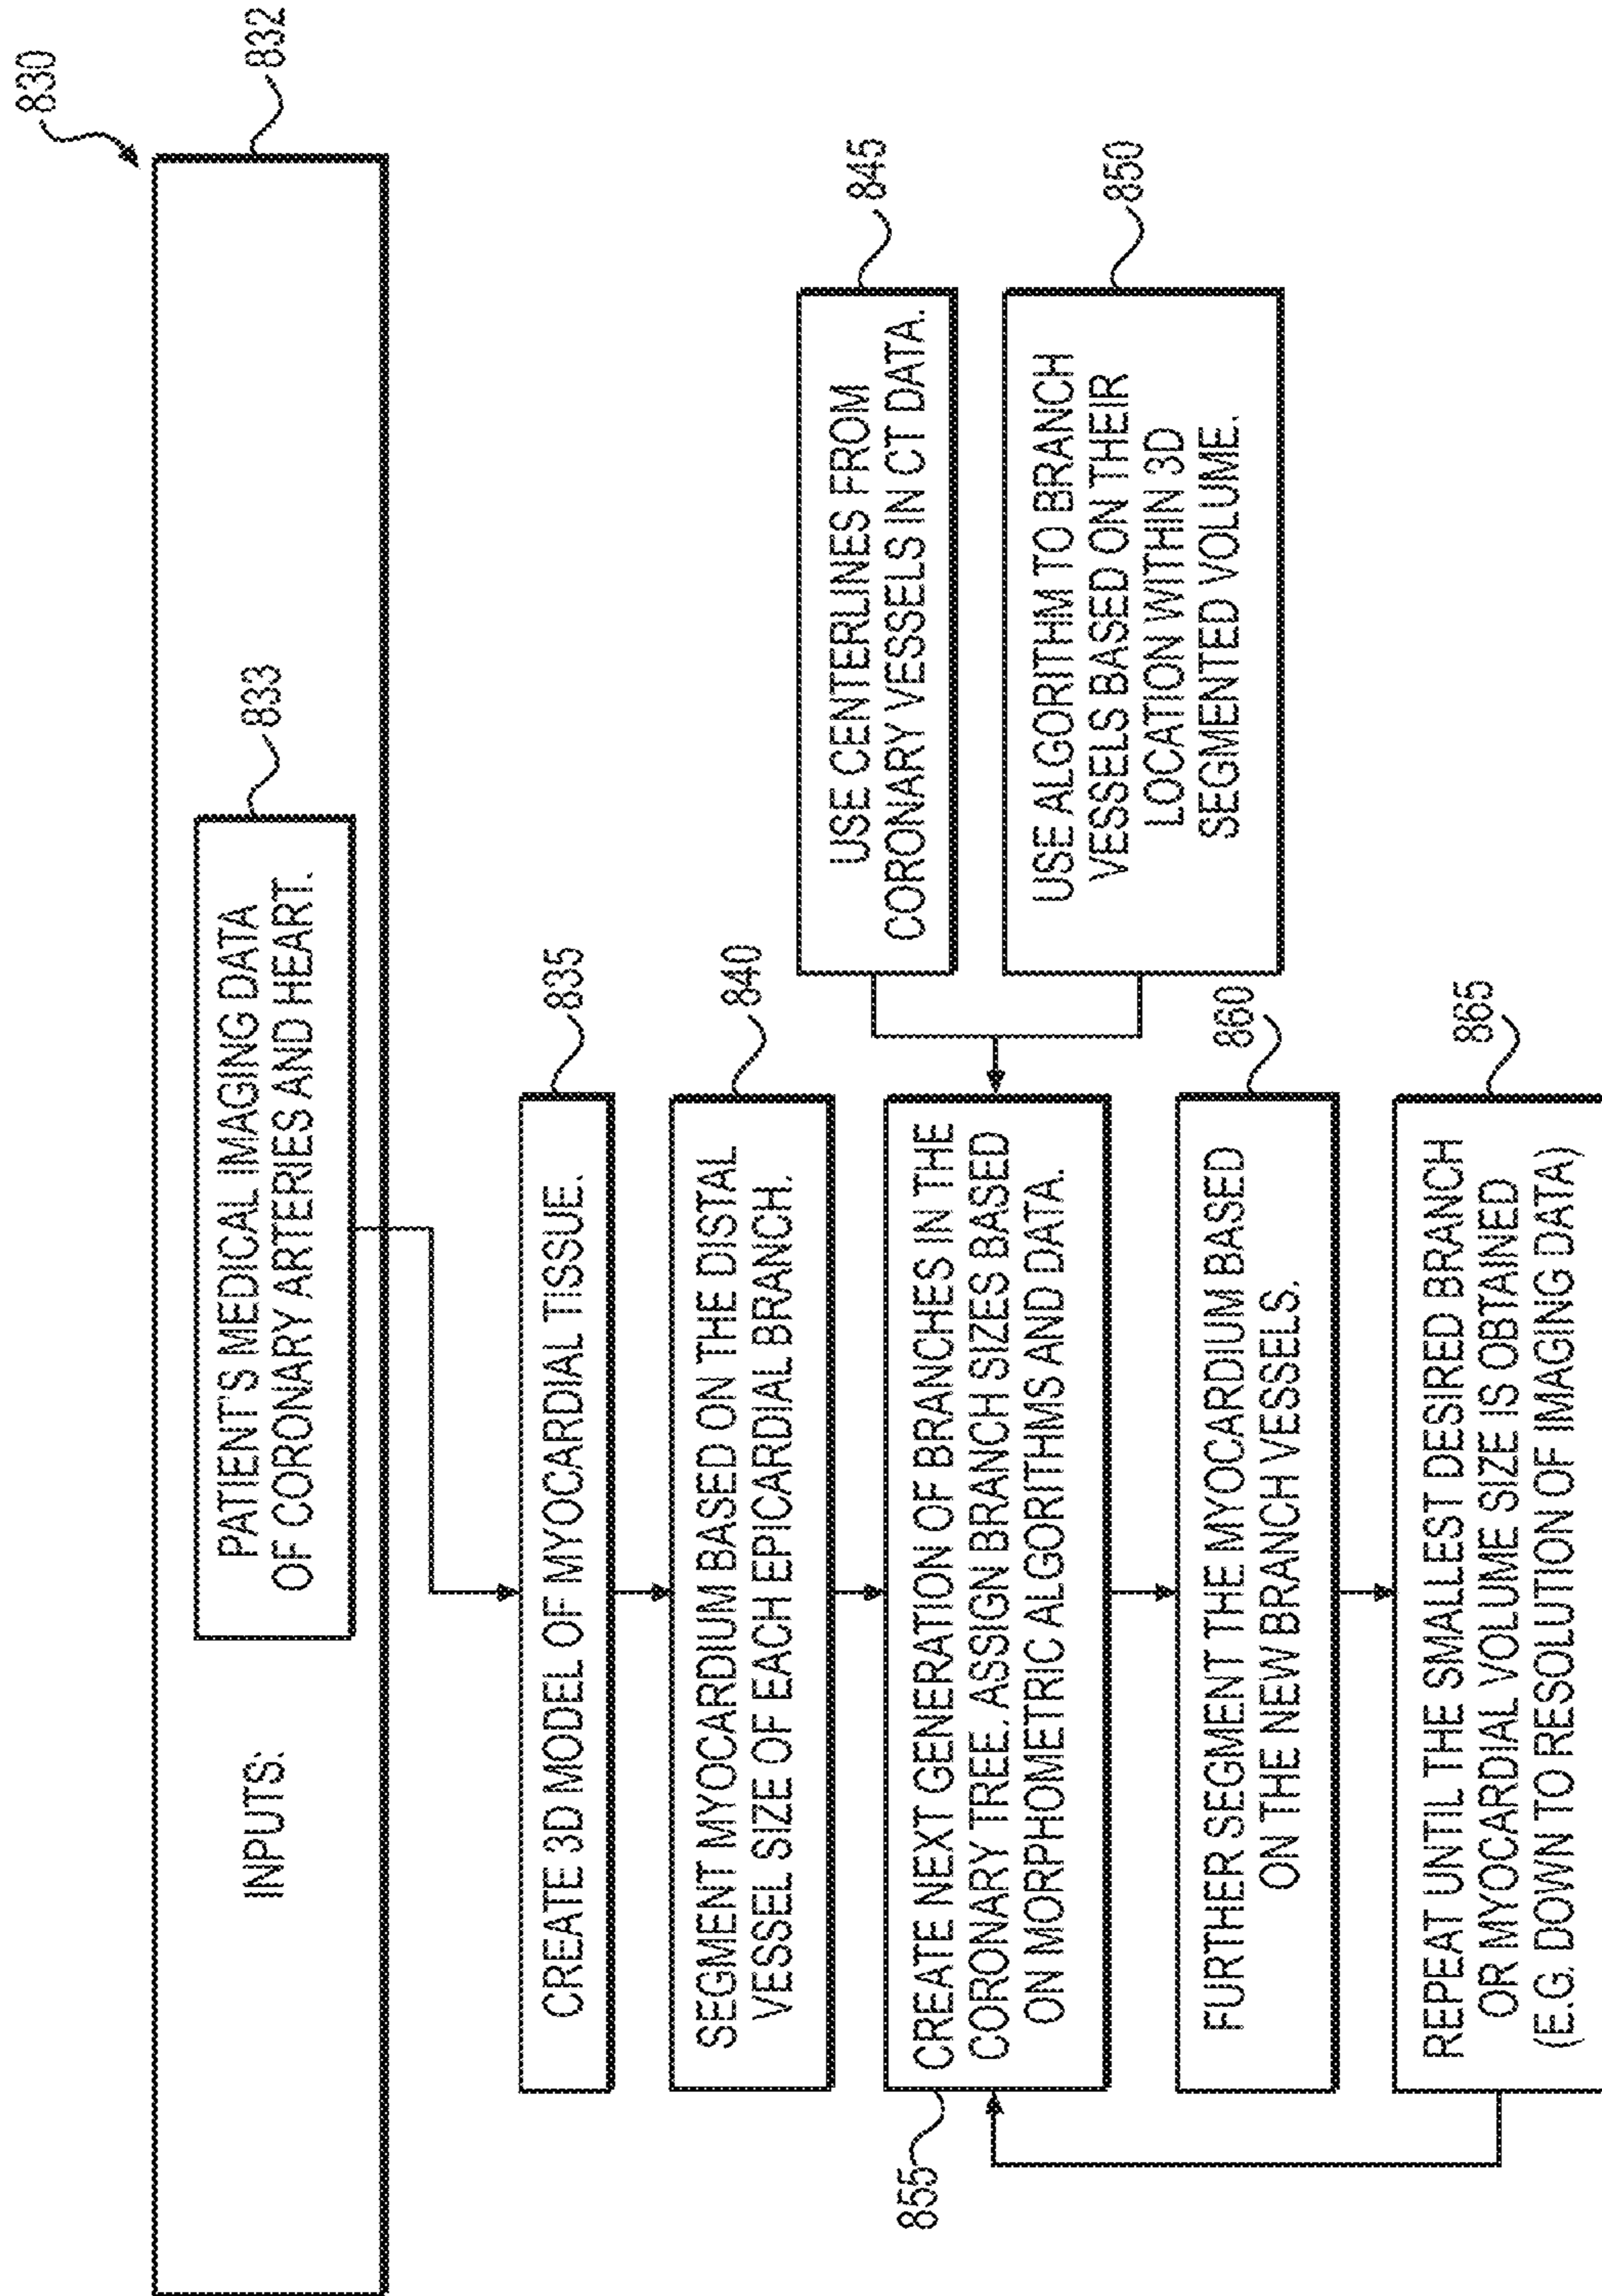 830
832
INPUTS:
833
PATIENT'S MEDICAL IMAGING DATA
OF CORONARY ARTERIES AND HEART.
835
CREATE 3D MODEL OF MYOCARDIAL TISSUE.
840
SEGMENT MYOCARDIUM BASED ON THE DISTAL
VESSEL SIZE OF EACH EPICARDIAL BRANCH.
845
USE CENTERLINES FROM
CORONARY VESSELS IN CT DATA.
850
USE ALGORITHM TO BRANCH
VESSELS BASED ON THEIR
LOCATION WITHIN 3D
SEGMENTED VOLUME.
855
CREATE NEXT GENERATION OF BRANCHES IN THE
CORONARY TREE. ASSIGN BRANCH SIZES BASED
ON MORPHOMETRIC ALGORITHMS AND DATA.
860
FURTHER SEGMENT THE MYOCARDIUM BASED
ON THE NEW BRANCH VESSELS.
865
REPEAT UNTIL THE SMALLEST DESIRED BRANCH
OR MYOCARDIAL VOLUME SIZE IS OBTAINED
(E.G. DOWN TO RESOLUTION OF IMAGING DATA)